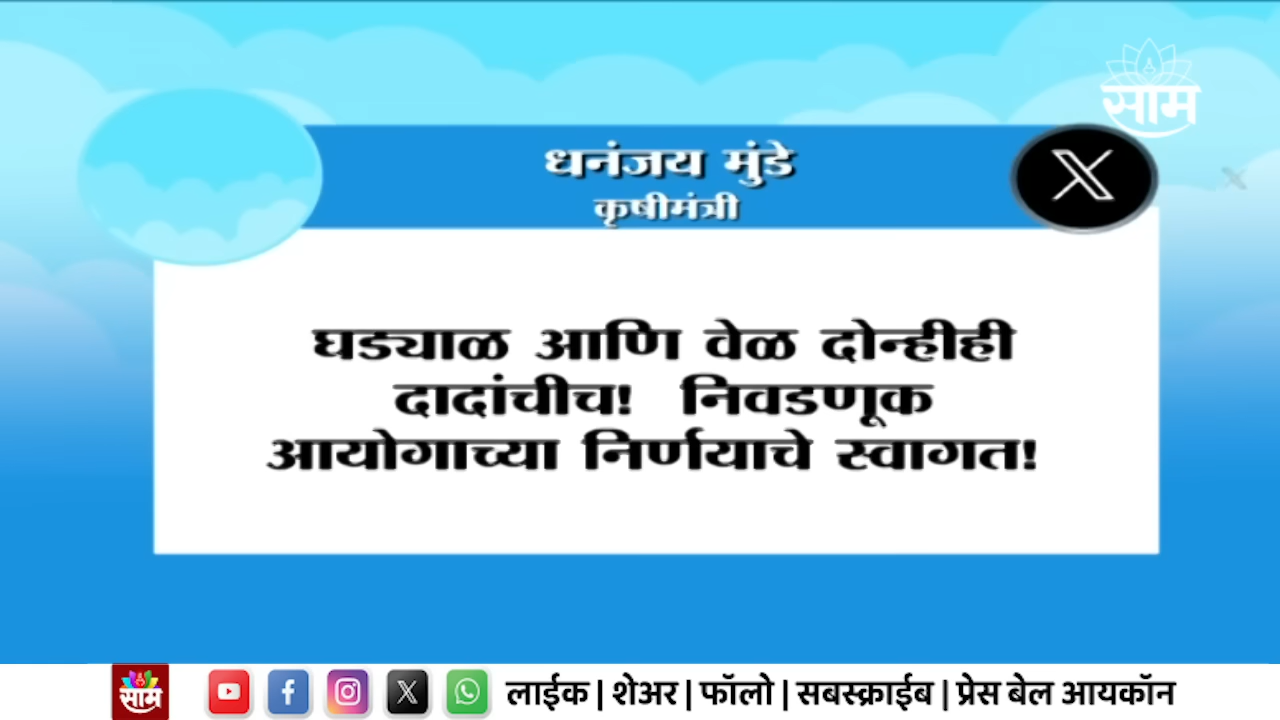 साम
धनंजय मुंडे
कृषीमंत्री
घड्याळ आणि वेळ दोन्हीही
दादांचीच! निवडणूक
आयोगाच्या निर्णयाचे स्वागत!
साम
लाईक | शेअर | फॉलो | सबस्क्राईब | प्रेस बेल आयकॉन